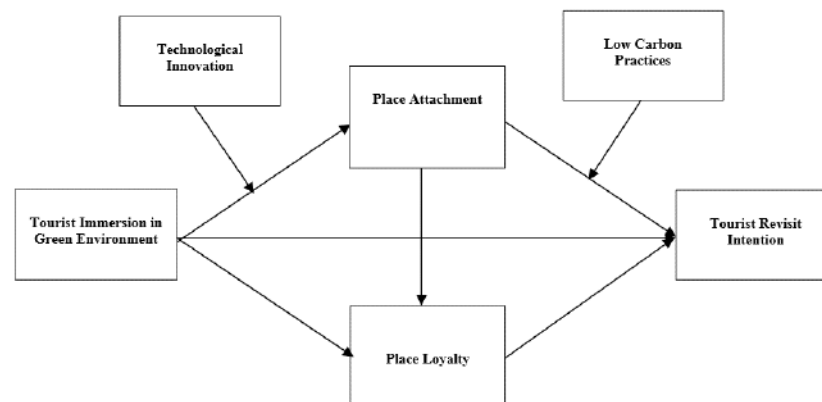 Technological
Innovation
Low Carbon
Practices
Place Attachment
Tourist Immersion in
Green Environment
Tourist Revisit
Intention
Place Loyalty